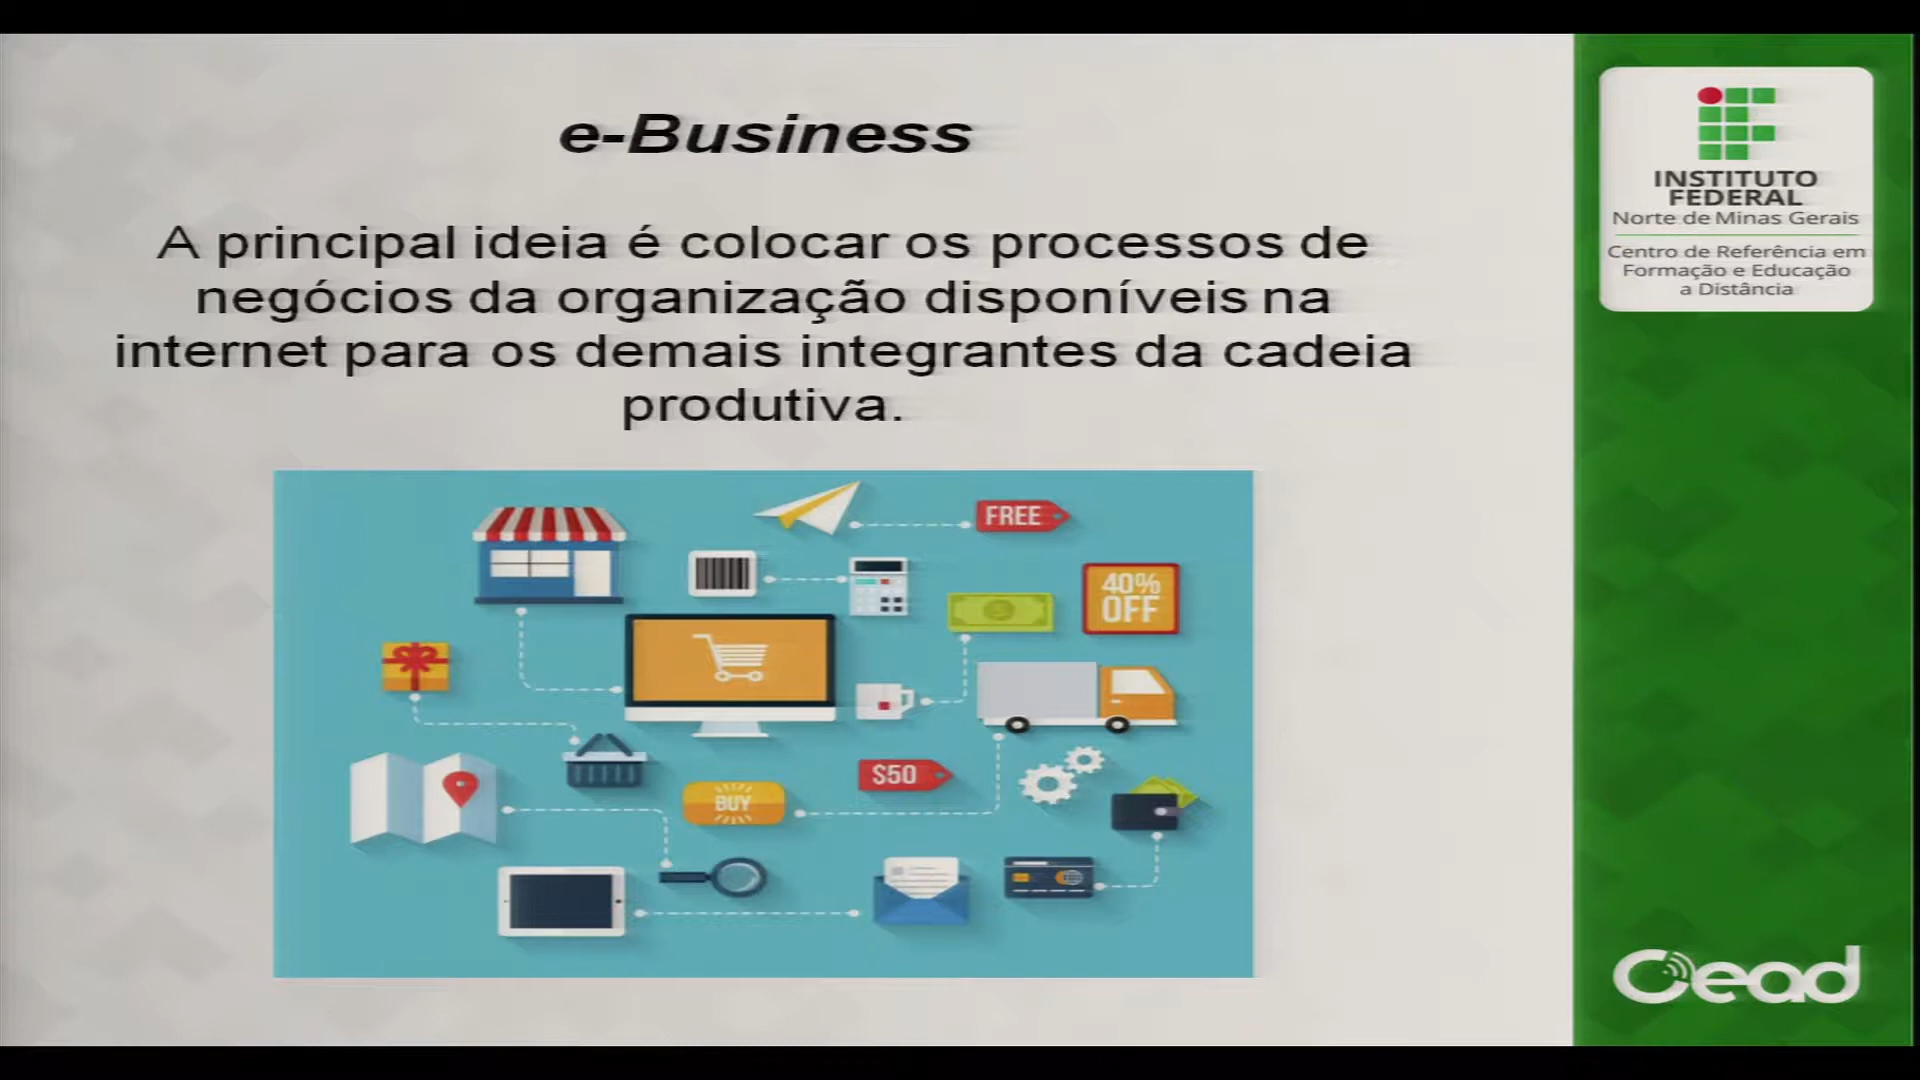 e-Business
A principal ideia é colocar os processos de
negócios da organização disponíveis na
internet para os demais integrantes da cadeia
produtiva.
FREE
40%
OFF
$50
BUY
INSTITUTO
FEDERAL
Norte de Minas Gerais
Centro de Referência em
Formação e Educação
a Distância
Cead